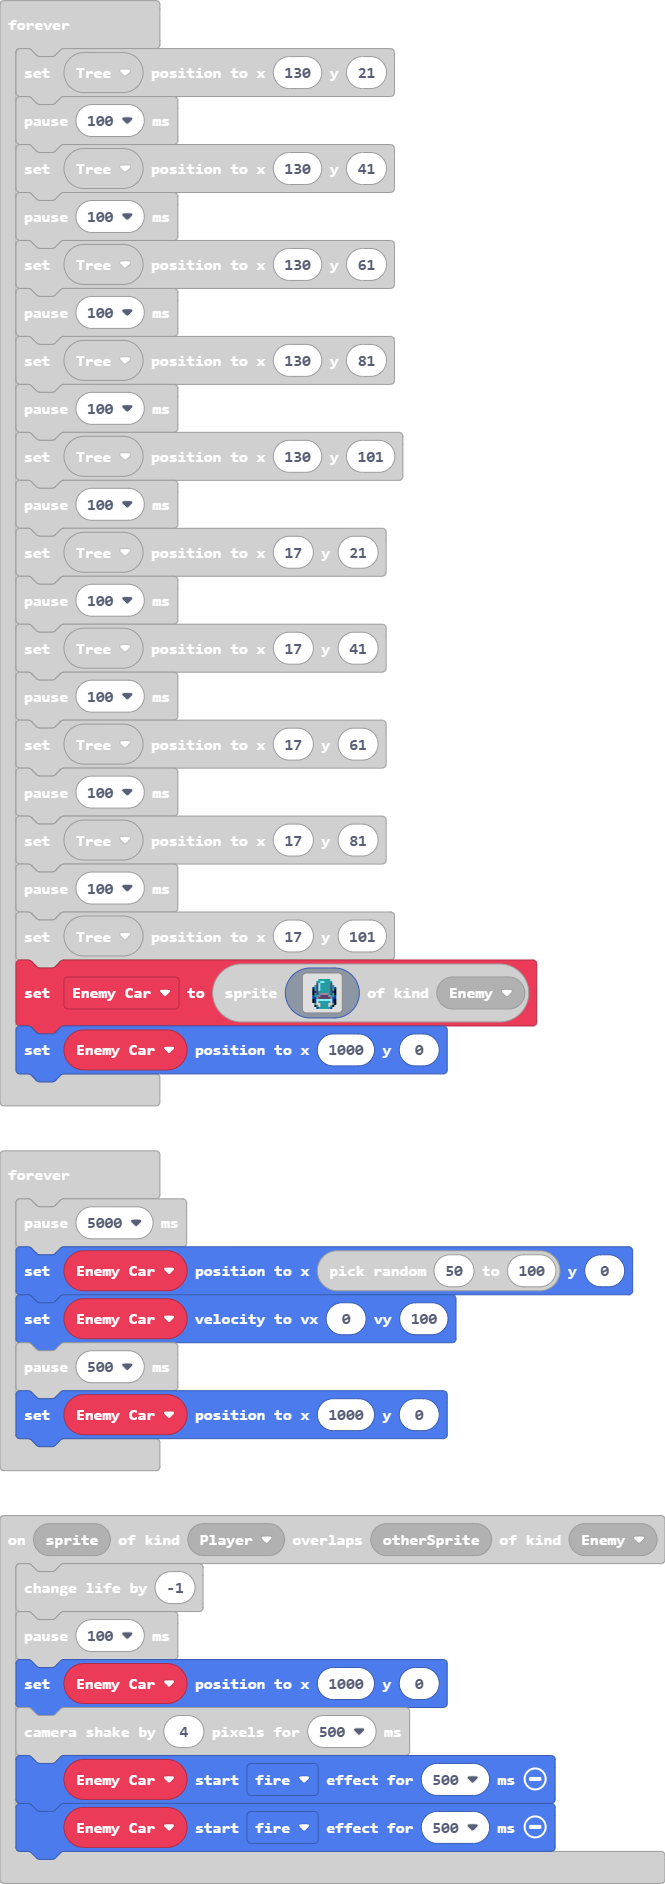 forever
set Tree position to x 130 y 21
pause 100 ms
set Tree position to x 130 y 41
pause 100 ms
set Tree position to x 130 y 61
pause 100 ms
set Tree position to x 130 y 81
pause 100 ms
set Tree position to x 130 y 101
pause 100 ms
set Tree position to x 17 y 21
pause 100 ms
set Tree position to x 17 y 41
pause 100 ms
set Tree position to x 17 y 61
pause 100 ms
set Tree position to x 17 y 81
pause 100 ms
set Tree position to x 17 y 101
set Enemy Car to sprite of kind Enemy
set Enemy Car position to x 1000 y 0
forever
pause 5000 ms
set Enemy Car position to x pick random 50 to 100 y 0
set Enemy Car velocity to vx 0 vy 100
pause 500 ms
set Enemy Car position to x 1000 y 0
on sprite of kind Player overlaps otherSprite of kind Enemy
change life by -1
pause 100 ms
set Enemy Car position to x 1000 y 0
camera shake by 4 pixels for 500 ms
Enemy Car start fire effect for 500 ms
Enemy Car start fire effect for 500 ms